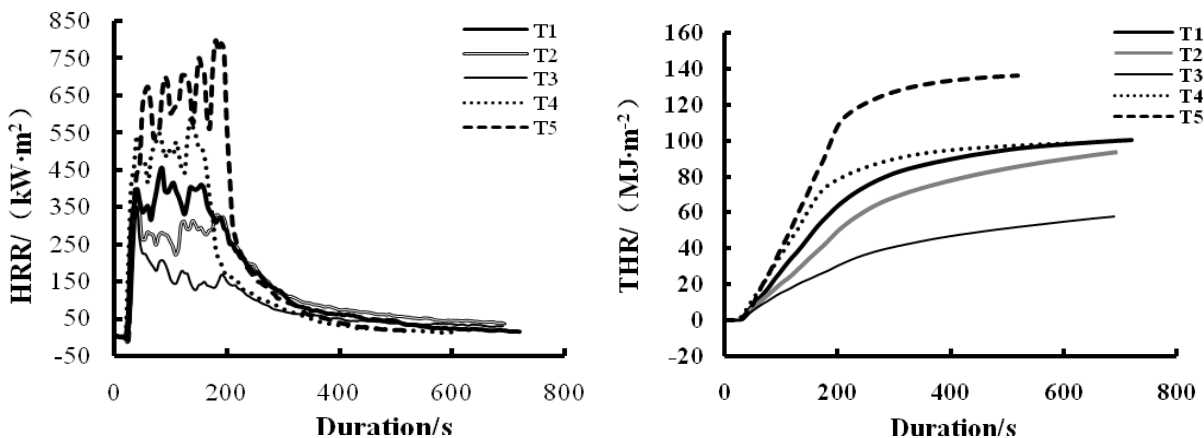 HRR/（kW·m⁻²）
850
750
650
550
450
350
250
150
50
-50
0
200
400
600
800
Duration/s
T1
T2
T3
T4
T5
THR/（MJ·m⁻²）
160
140
120
100
80
60
40
20
0
-20
0
200
400
600
800
Duration/s
T1
T2
T3
T4
T5